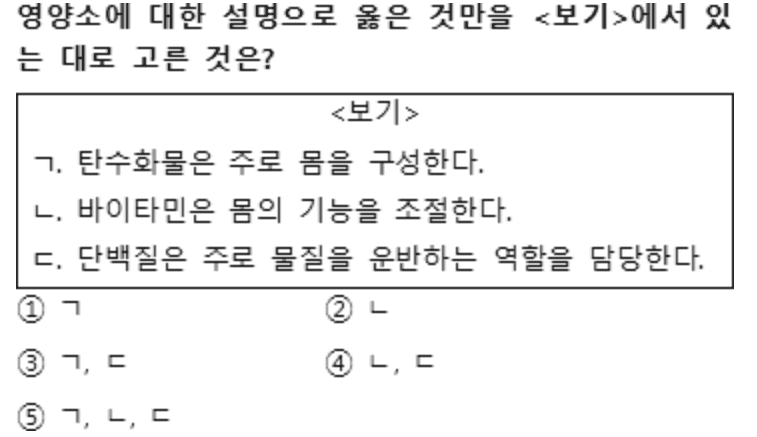 영양소에 대한 설명으로 옳은 것만을 <보기>에서 있
는 대로 고른 것은?
<보기>
ㄱ. 탄수화물은 주로 몸을 구성한다.
ㄴ. 바이타민은 몸의 기능을 조절한다.
ㄷ. 단백질은 주로 물질을 운반하는 역할을 담당한다.
① ㄱ ② ㄴ
③ ㄱ, ㄷ ④ ㄴ, ㄷ
⑤ ㄱ, ㄴ, ㄷ